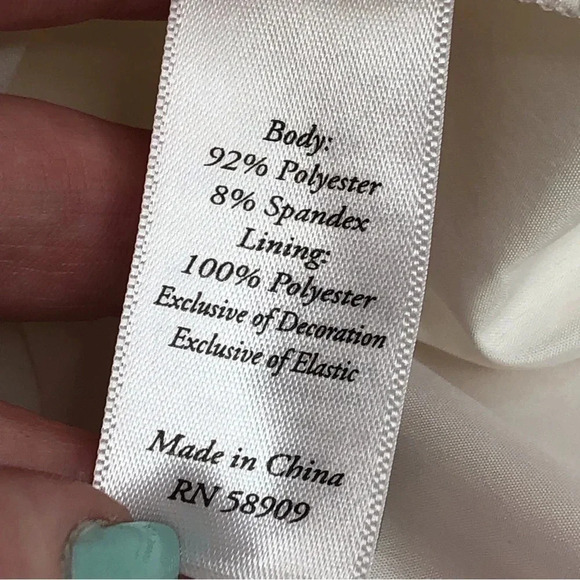 Body:
92% Polyester
8% Spandex
Lining:
100% Polyester
Exclusive of Decoration
Exclusive of Elastic
Made in China
RN 58909